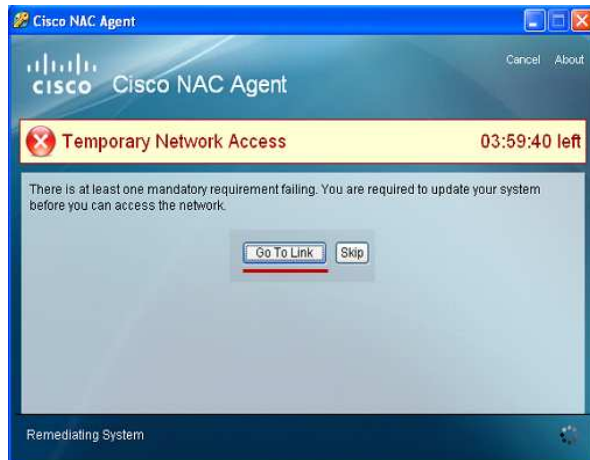 Cisco NAC Agent
Cancel About
CISCO Cisco NAC Agent
Temporary Network Access 03:59:40 left
There is at least one mandatory requirement failing. You are required to update your system
before you can access the network.
Go To Link Skip
Remediating System